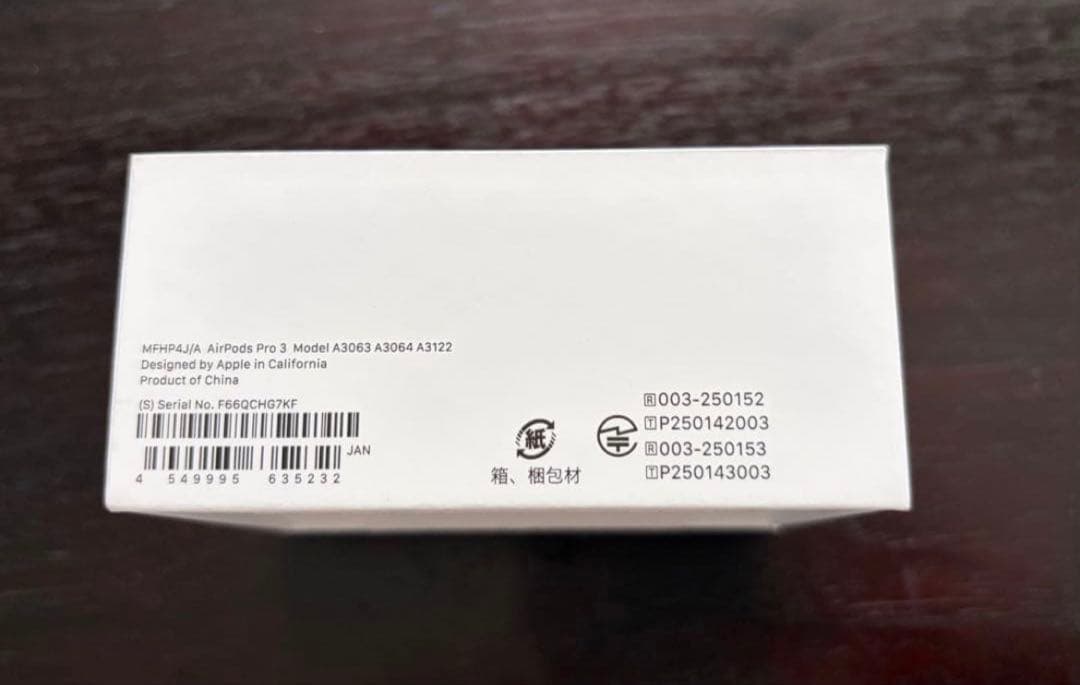 MFHP4J/A AirPods Pro 3 Model A3063 A3064 A3122
Designed by Apple in California
Product of China
(S) Serial No. F66QCHG7KF
JAN
4 549995 635232
紙
箱、梱包材
R003-250152
TP250142003
R003-250153
TP250143003